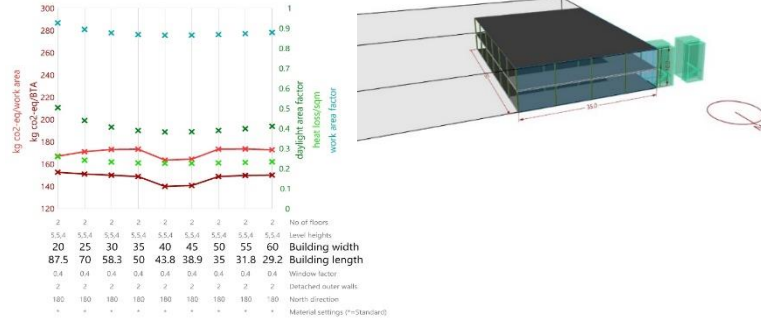 300
280
260
240
220
200
180
160
140
120
kg co2-eq/work area
kg co2-eq/BTA
1
0.9
0.8
0.7
0.6
0.5
0.4
0.3
0.2
0.1
0
daylight area factor
heat loss/sqm
work area factor
2 2 2 2 2 2 2 2 2 No of floors
5,5,4 5,5,4 5,5,4 5,5,4 5,5,4 5,5,4 5,5,4 5,5,4 5,5,4 Level heights
20 25 30 35 40 45 50 55 60 Building width
87.5 70 58.3 50 43.8 38.9 35 31.8 29.2 Building length
0.4 0.4 0.4 0.4 0.4 0.4 0.4 0.4 0.4 Window factor
2 2 2 2 2 2 2 2 2 Detached outer walls
180 180 180 180 180 180 180 180 180 North direction
* * * * * * * * * Material settings (*=Standard)